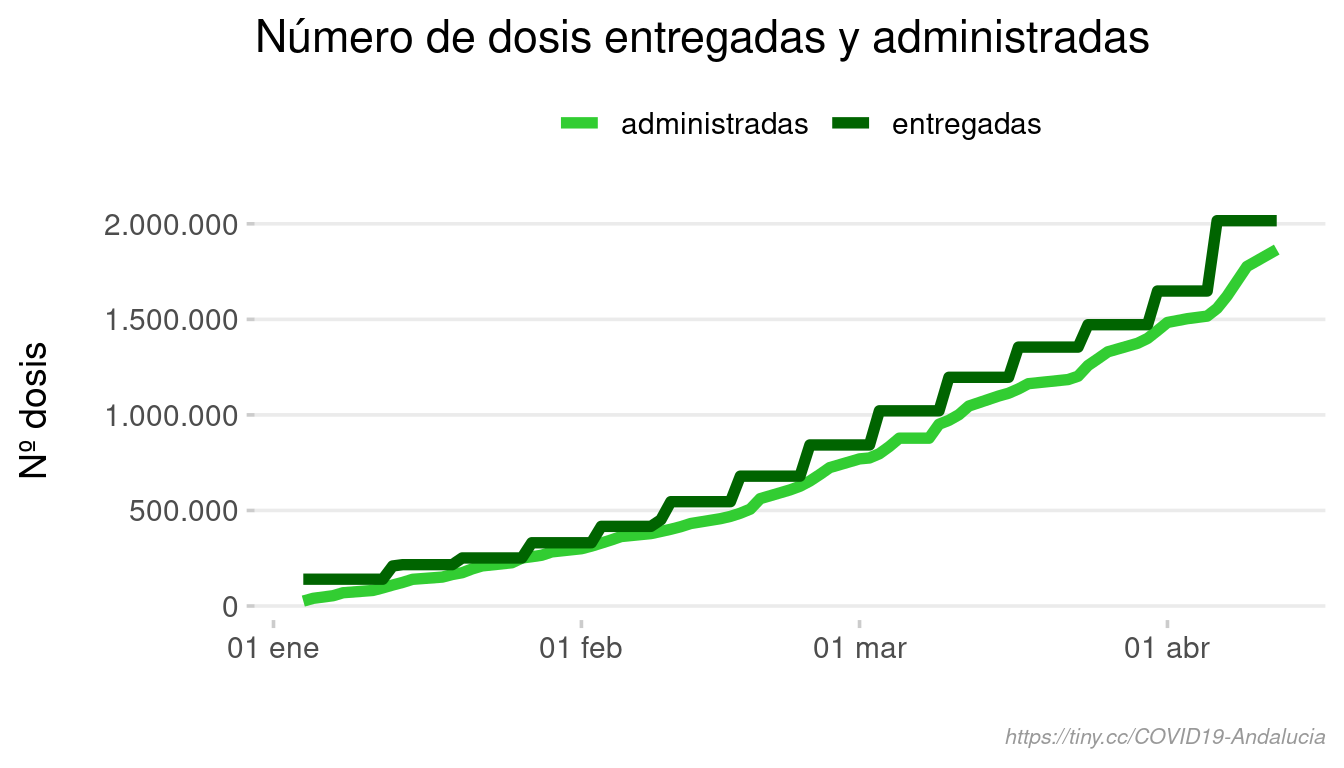 Número de dosis entregadas y administradas
administradas entregadas
2.000.000
1.500.000
1.000.000
500.000
0
Nº dosis
01 ene 01 feb 01 mar 01 abr
https://tiny.cc/COVID19-Andalucia